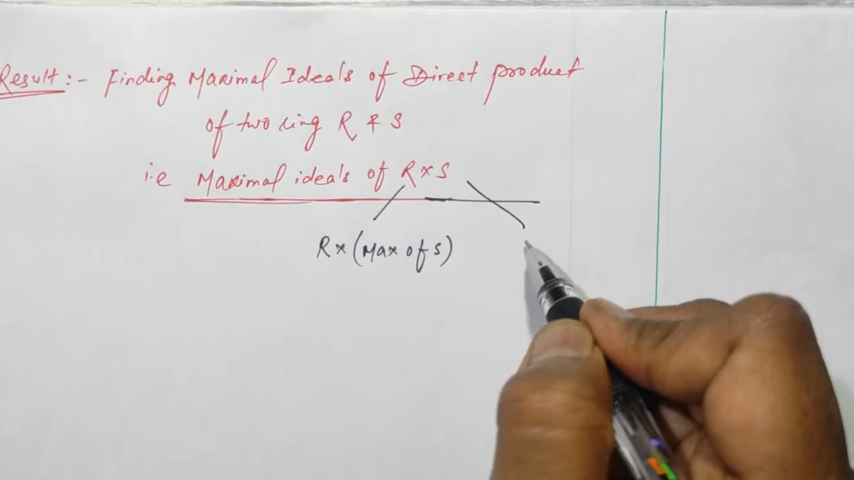 Result:- Finding Maximal Ideals of Direct product
of two ring R & S
i.e Maximal ideals of R×S
R×(Max of S)